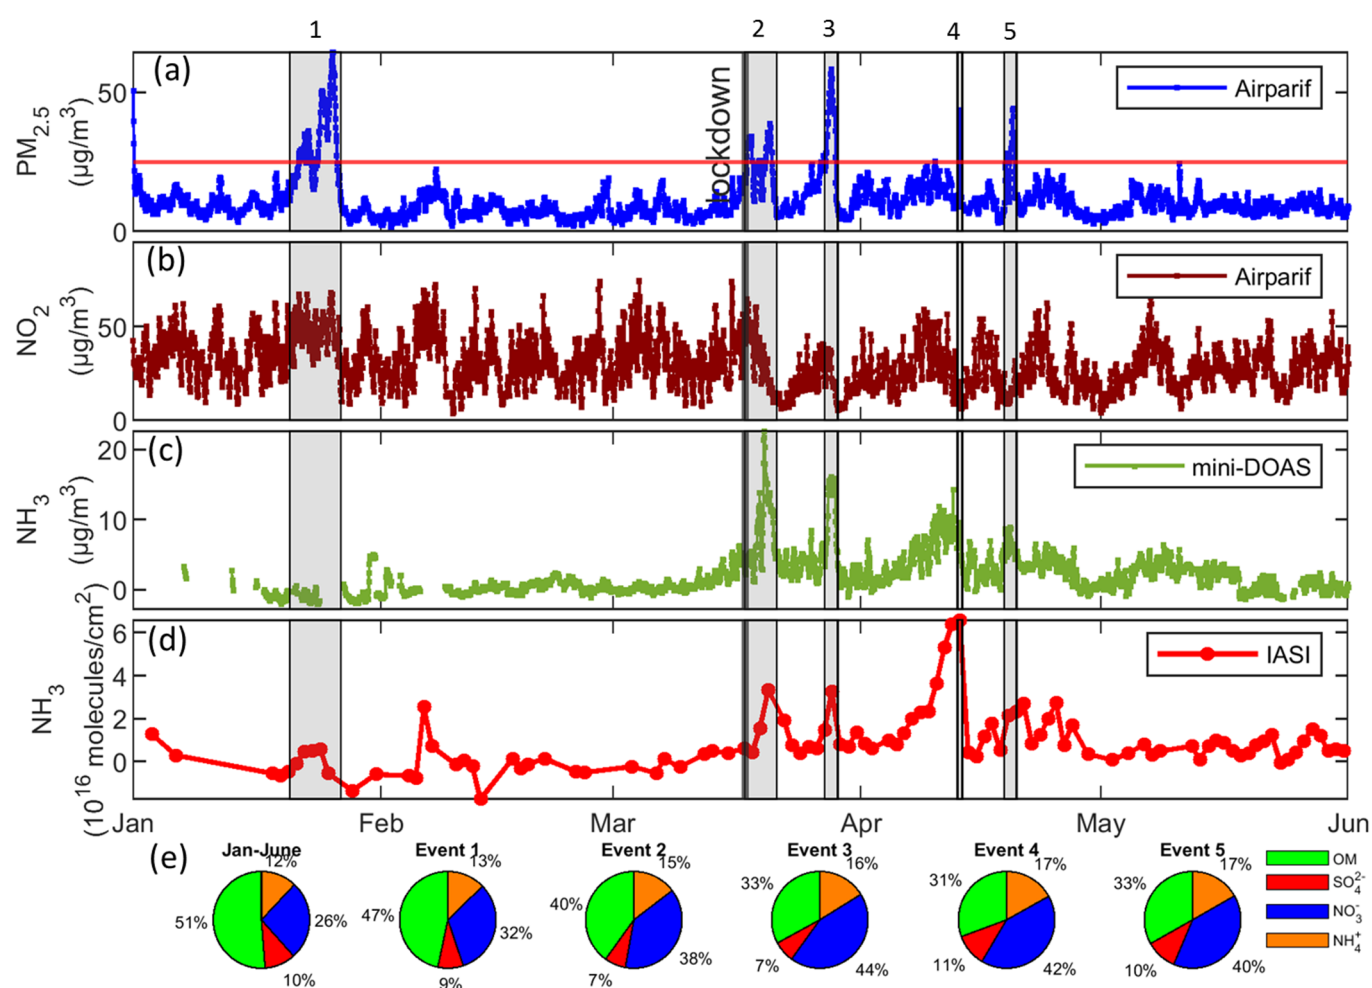 1 2 3 4 5
(a)
PM2.5
(μg/m3)
50
0
lockdown
Airparif
(b)
NO2
(μg/m3)
50
0
Airparif
(c)
NH3
(μg/m3)
20
10
0
mini-DOAS
(d)
NH3
(10^16 molecules/cm2)
6
4
2
0
IASI
Jan Feb Mar Apr May Jun
(e)
Jan-June
12%
51%
26%
10%
Event 1
13%
47%
32%
9%
Event 2
15%
40%
38%
7%
Event 3
16%
33%
44%
7%
Event 4
17%
31%
42%
11%
Event 5
17%
33%
40%
10%
OM
SO4^2-
NO3^-
NH4^+